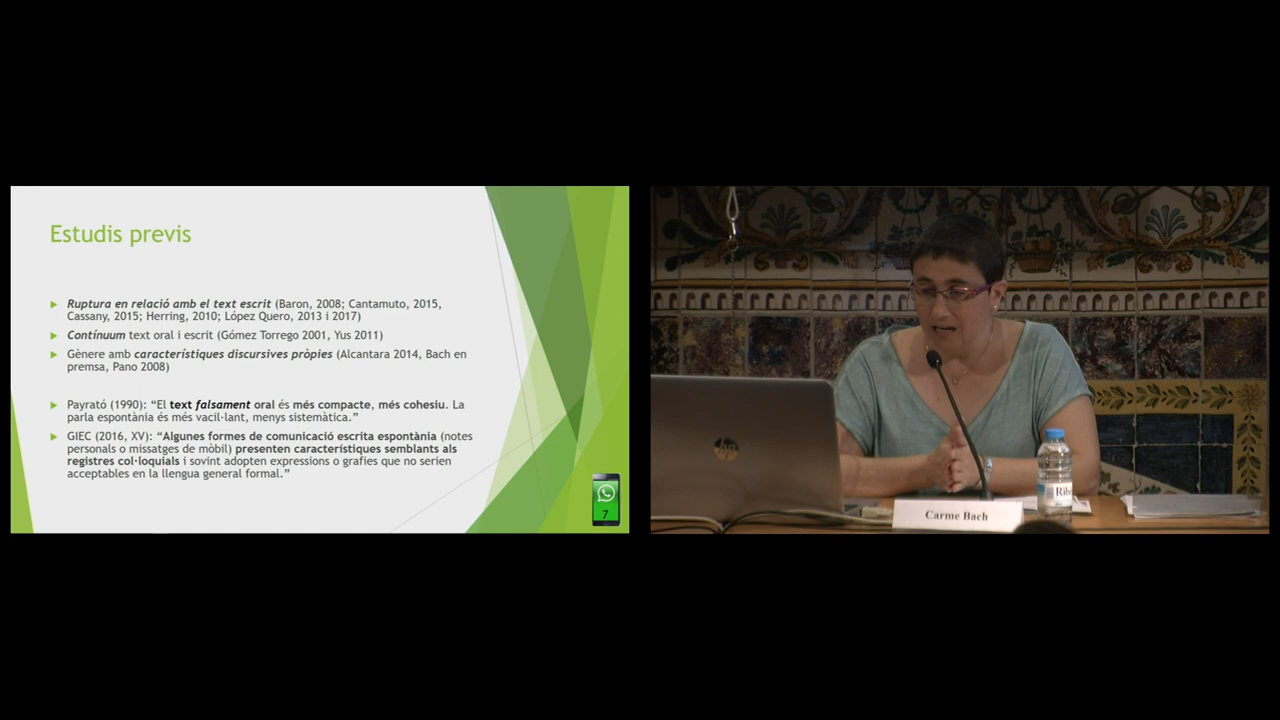 Estudis previs
Ruptura en relació amb el text escrit (Baron, 2008; Cantamuto, 2015,
Cassany, 2015; Herring, 2010; López Quero, 2013 i 2017)
Contínuum text oral i escrit (Gómez Torrego 2001, Yus 2011)
Gènere amb característiques discursives pròpies (Alcantara 2014, Bach en
premsa, Pano 2008)
Payrató (1990): “El text falsament oral és més compacte, més cohesiu. La
parla espontània és més vacil·lant, menys sistemàtica.”
GIEC (2016, XV): “Algunes formes de comunicació escrita espontània (notes
personals o missatges de mòbil) presenten característiques semblants als
registres col·loquials i sovint adopten expressions o grafies que no serien
acceptables en la llengua general formal.”
7
hp
Carme Bach